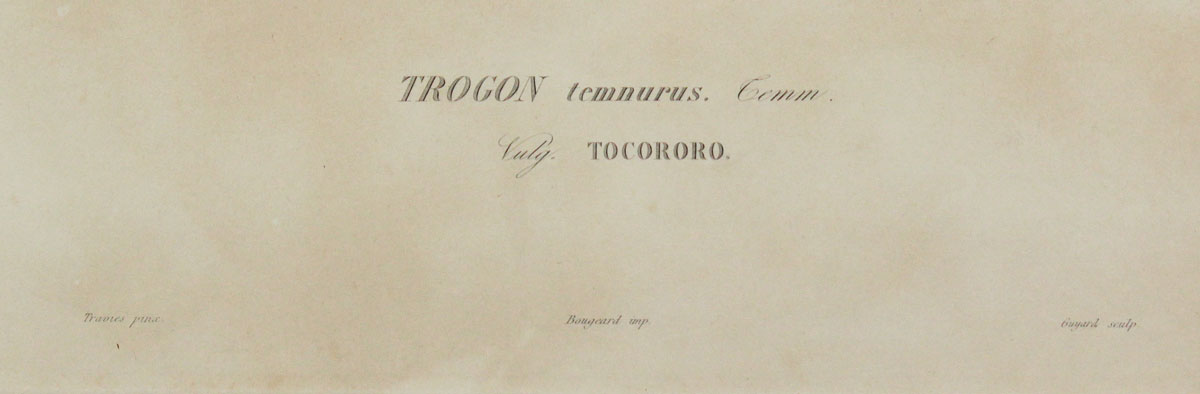 TROGON temnurus. Temm.
Vulg. TOCORORO.
Travies pinx.
Bougeard imp.
Guyard sculp